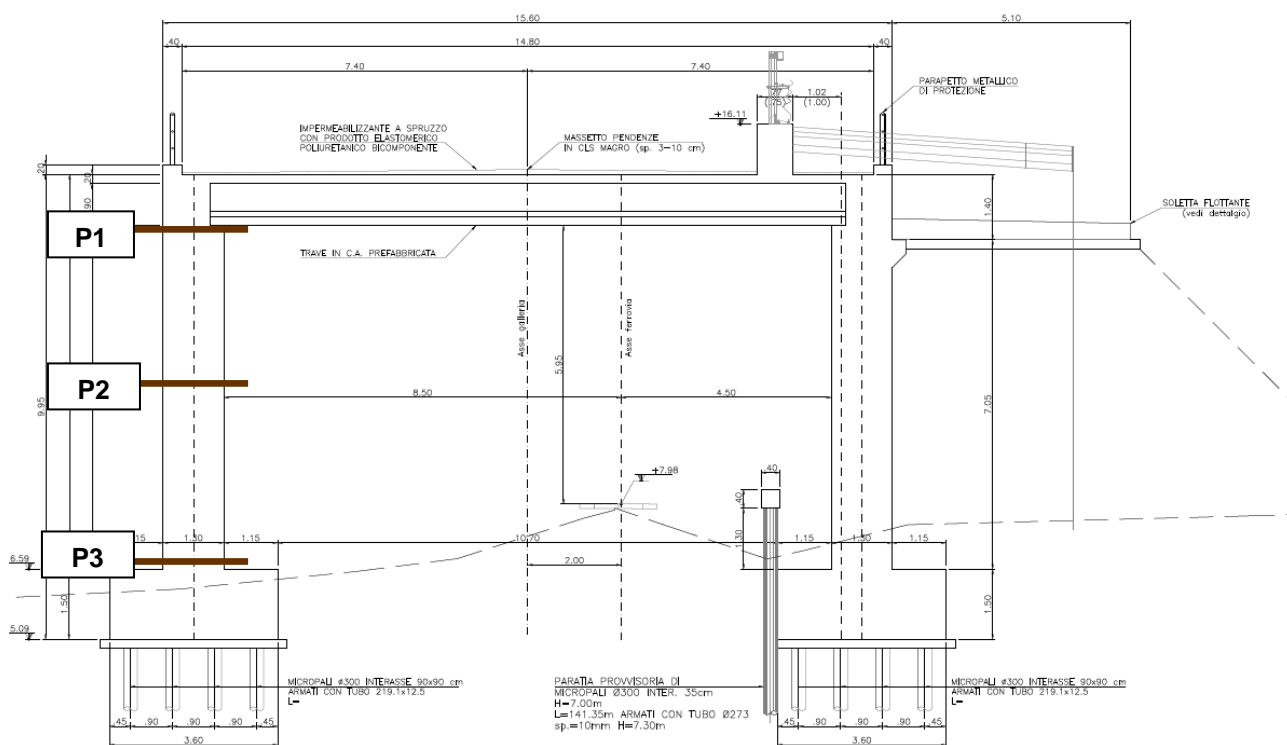 15.60
5.10
.40
14.80
.40
7.40
7.40
.77
(.75)
1.02
(1.00)
PARAPETTO METALLICO
DI PROTEZIONE
+16.11
IMPERMEABILIZZANTE A SPRUZZO
CON PRODOTTO ELASTOMERICO
POLIURETANICO BICOMPONENTE
MASSETTO PENDENZE
IN CLS MAGRO (sp. 3-10 cm)
.20
.20
.90
1.40
SOLETTA FLOTTANTE
(vedi dettalgio)
P1
TRAVE IN C.A. PREFABBRICATA
Asse galleria
Asse ferrovia
5.95
P2
9.95
8.50
4.50
7.05
+7.98
.40
.40
1.30
P3
.15
1.30
1.15
10.70
1.15
1.30
1.15
6.59
2.00
1.50
1.50
5.09
MICROPALI ø300 INTERASSE 90x90 cm
ARMATI CON TUBO 219.1x12.5
L=
PARATIA PROVVISORIA DI
MICROPALI Ø300 INTER. 35cm
H=7.00m
L=141.35m ARMATI CON TUBO Ø273
sp.=10mm H=7.30m
MICROPALI ø300 INTERASSE 90x90 cm
ARMATI CON TUBO 219.1x12.5
L=
.45
.90
.90
.90
.45
.45
.90
.90
.90
.45
3.60
3.60